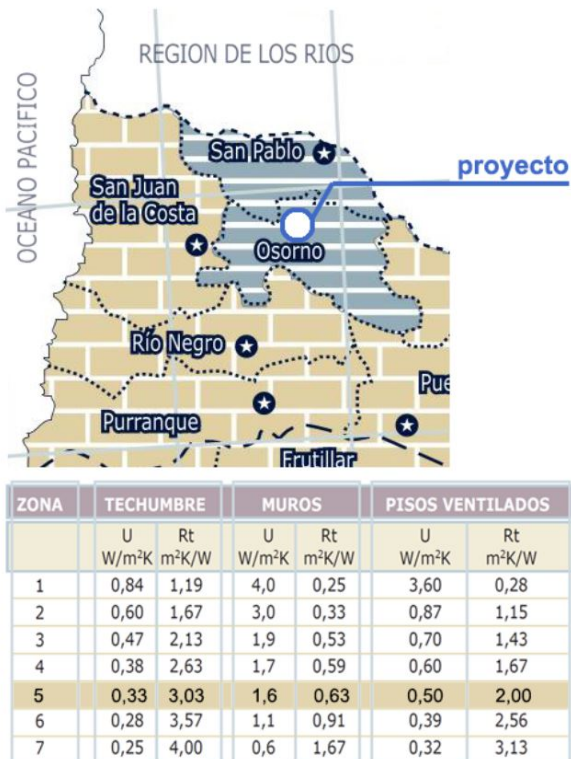 REGION DE LOS RIOS
OCEANO PACIFICO
San Pablo
proyecto
San Juan
de la Costa
Osorno
Río Negro
Pue
Purranque
Frutillar
ZONA TECHUMBRE MUROS PISOS VENTILADOS
U Rt U Rt U Rt
W/m²K m²K/W W/m²K m²K/W W/m²K m²K/W
1 0,84 1,19 4,0 0,25 3,60 0,28
2 0,60 1,67 3,0 0,33 0,87 1,15
3 0,47 2,13 1,9 0,53 0,70 1,43
4 0,38 2,63 1,7 0,59 0,60 1,67
5 0,33 3,03 1,6 0,63 0,50 2,00
6 0,28 3,57 1,1 0,91 0,39 2,56
7 0,25 4,00 0,6 1,67 0,32 3,13